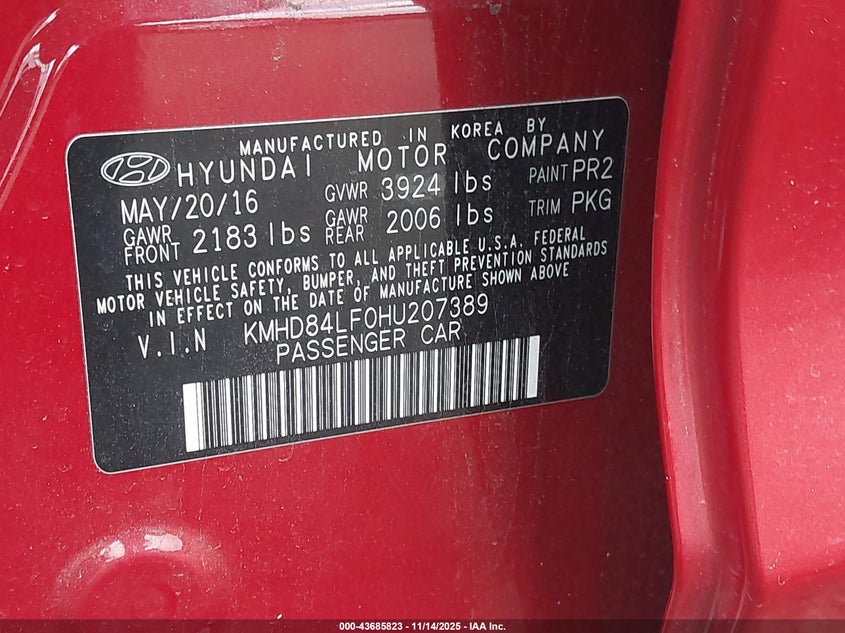 MANUFACTURED IN KOREA BY
HYUNDAI MOTOR COMPANY
MAY/20/16 GVWR 3924 lbs PAINT PR2
GAWR FRONT 2183 lbs GAWR REAR 2006 lbs TRIM PKG
THIS VEHICLE CONFORMS TO ALL APPLICABLE U.S.A. FEDERAL
MOTOR VEHICLE SAFETY, BUMPER, AND THEFT PREVENTION STANDARDS
IN EFFECT ON THE DATE OF MANUFACTURE SHOWN ABOVE
V.I.N KMHD84LF0HU207389
PASSENGER CAR
000-43685823 - 11/14/2025 - IAA Inc.